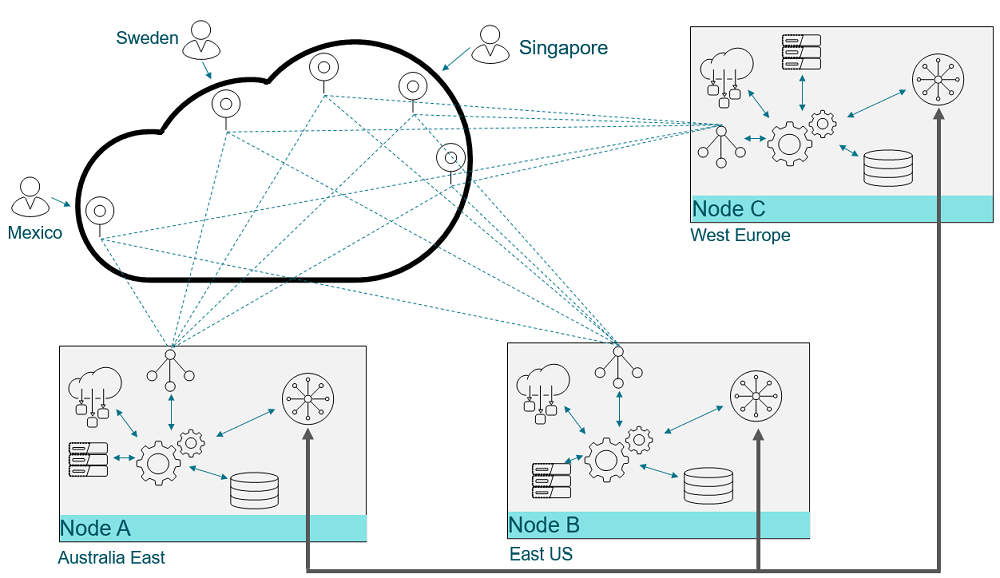 Sweden
Singapore
Mexico
Node C
West Europe
Node A
Australia East
Node B
East US